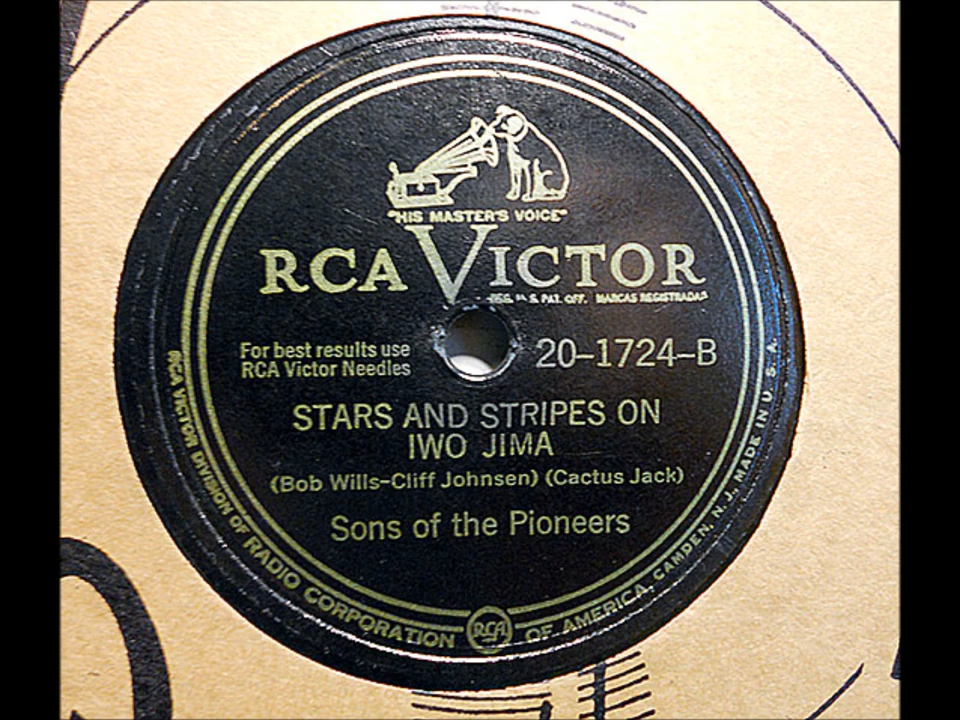 "HIS MASTER'S VOICE"
RCA VICTOR
REG. U. S. PAT. OFF. MARCAS REGISTRADAS
For best results use
RCA Victor Needles
20-1724-B
STARS AND STRIPES ON
IWO JIMA
(Bob Wills-Cliff Johnsen) (Cactus Jack)
Sons of the Pioneers
RCA VICTOR DIVISION OF RADIO CORPORATION RCA OF AMERICA, CAMDEN, N. J., MADE IN U. S. A.